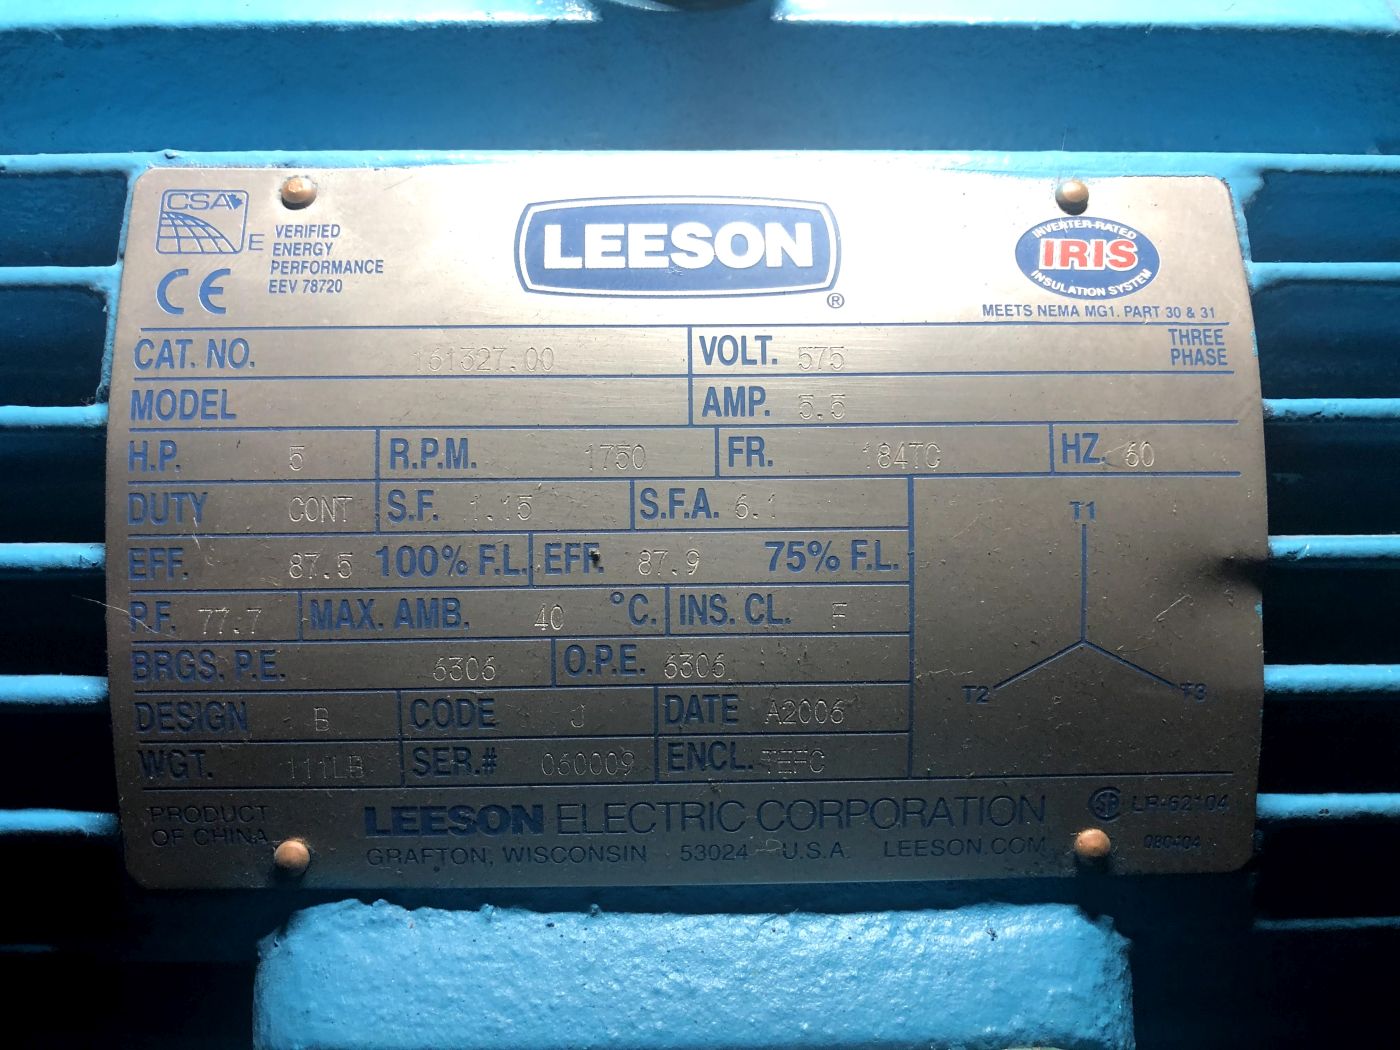 CSA
E
VERIFIED
ENERGY
PERFORMANCE
EEV 78720
CE
LEESON
®
INVERTER-RATED
IRIS
INSULATION SYSTEM
MEETS NEMA MG1. PART 30 & 31
CAT. NO. 161327.00 VOLT. 575 THREE PHASE
MODEL AMP. 5.5
H.P. 5 R.P.M. 1750 FR. 184TC HZ. 60
DUTY CONT S.F. 1.15 S.F.A. 6.1
EFF. 87.5 100% F.L. EFF. 87.9 75% F.L.
P.F. 77.7 MAX. AMB. 40 °C. INS. CL. F
BRGS. P.E. 6306 O.P.E. 6306
DESIGN B CODE J DATE A2006
WGT. 111LB SER.# 060009 ENCL. TEFC
T1
T2 T3
PRODUCT
OF CHINA
LEESON ELECTRIC CORPORATION
GRAFTON, WISCONSIN 53024 U.S.A. LEESON.COM
LR-62104
080404